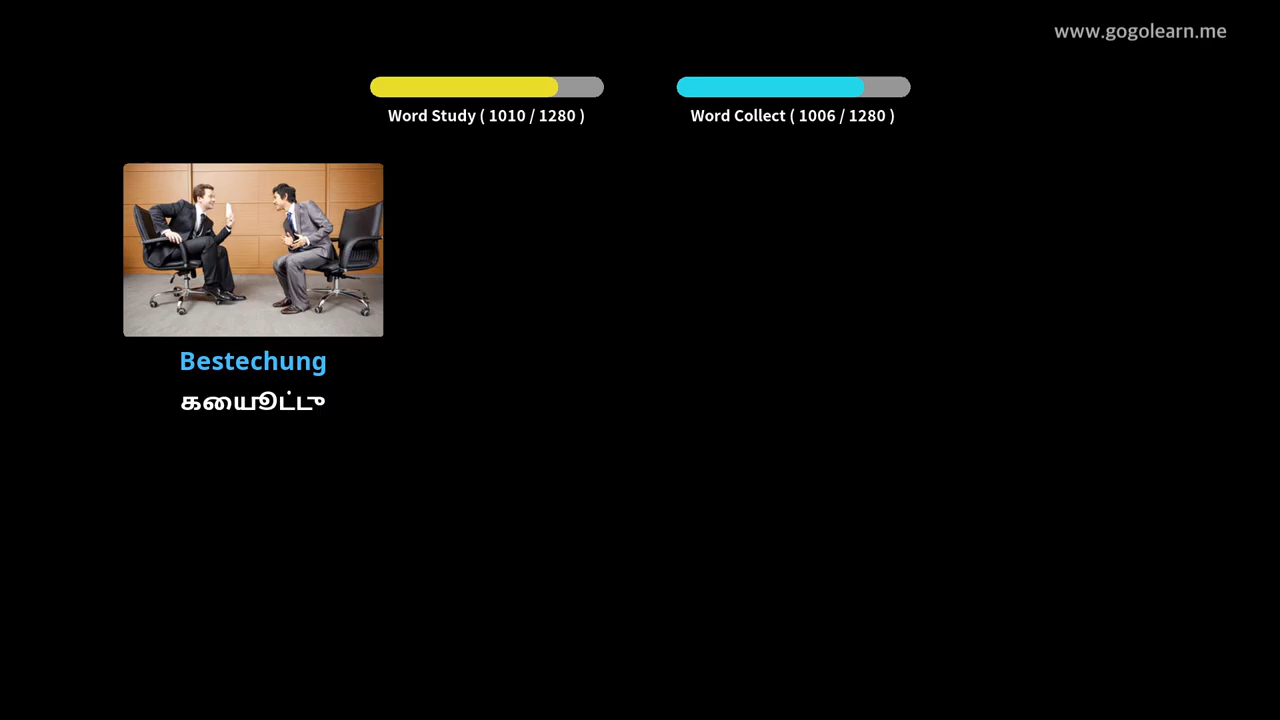 www.gogolearn.me
Word Study ( 1010 / 1280 )
Word Collect ( 1006 / 1280 )
Bestechung
கையூட்டு